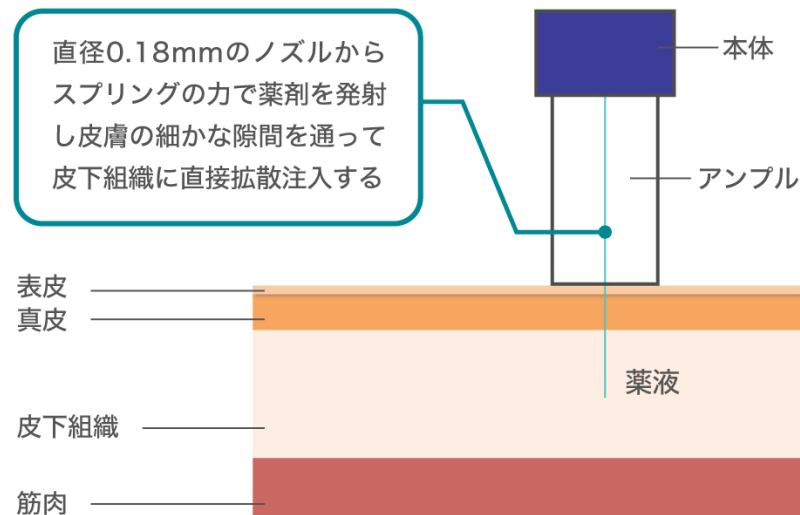 直径0.18mmのノズルから
スプリングの力で薬剤を発射
し皮膚の細かな隙間を通って
皮下組織に直接拡散注入する
本体
アンプル
表皮
真皮
薬液
皮下組織
筋肉